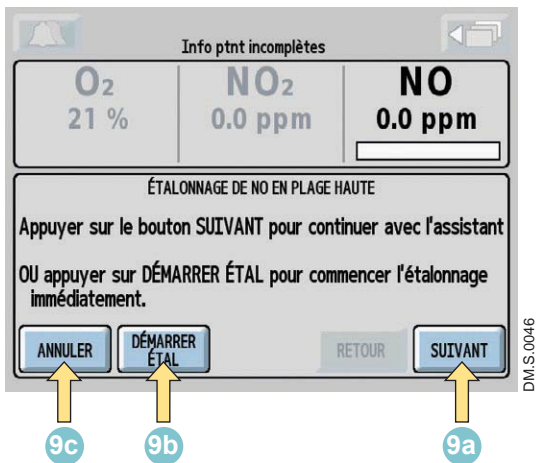 Info ptnt incomplètes
O2 NO2 NO
21 % 0.0 ppm 0.0 ppm
ÉTALONNAGE DE NO EN PLAGE HAUTE
Appuyer sur le bouton SUIVANT pour continuer avec l'assistant
OU appuyer sur DÉMARRER ÉTAL pour commencer l'étalonnage
immédiatement.
ANNULER
DÉMARRER
ÉTAL
RETOUR
SUIVANT
9c 9b 9a
DM.S.0046